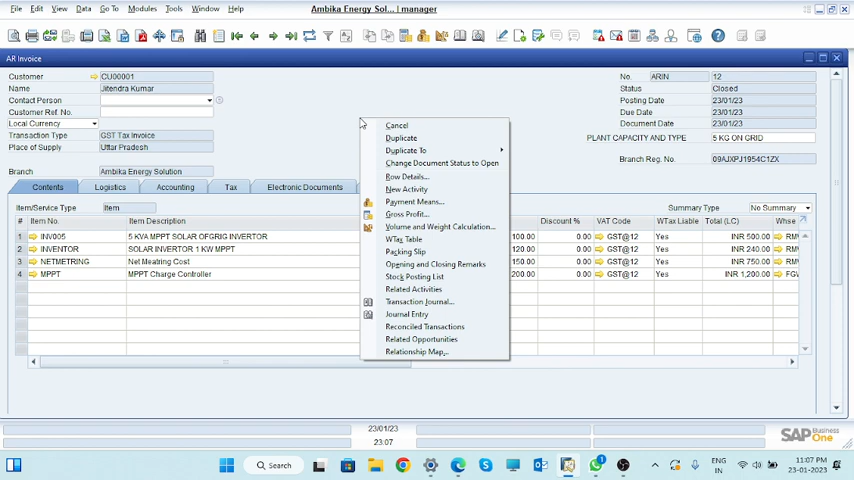 Ambika Energy Sol... | manager
File Edit View Data Go To Modules Tools Window Help
AR Invoice
Customer CU00001
Name Jitendra Kumar
Contact Person
Customer Ref. No.
Local Currency
Transaction Type GST Tax Invoice
Place of Supply Uttar Pradesh
Branch Ambika Energy Solution
No. ARIN 12
Status Closed
Posting Date 23/01/23
Due Date 23/01/23
Document Date 23/01/23
PLANT CAPACITY AND TYPE 5 KG ON GRID
Branch Reg. No. 09AJXPJ1954C1ZX
Contents Logistics Accounting Tax Electronic Documents
Item/Service Type Item Summary Type No Summary
# Item No. Item Description Discount % VAT Code WTax Liable Total (LC) Whse
1 INV005 5 KVA MPPT SOLAR OFGRIG INVERTOR 100.00 0.00 GST@12 Yes INR 500.00 RM
2 INVENTOR SOLAR INVERTOR 1 KW MPPT 120.00 0.00 GST@12 Yes INR 240.00 RM
3 NETMETRING Net Meatring Cost 150.00 0.00 GST@12 Yes INR 750.00 RM
4 MPPT MPPT Charge Controller 200.00 0.00 GST@12 Yes INR 1,200.00 FG
Cancel
Duplicate
Duplicate To
Change Document Status to Open
Row Details...
New Activity
Payment Means...
Gross Profit...
Volume and Weight Calculation...
WTax Table
Packing Slip
Opening and Closing Remarks
Stock Posting List
Related Activities
Transaction Journal...
Journal Entry
Reconciled Transactions
Related Opportunities
Relationship Map...
23/01/23
23:07
SAP Business One
Search
ENG
IN
11:07 PM
23-01-2023